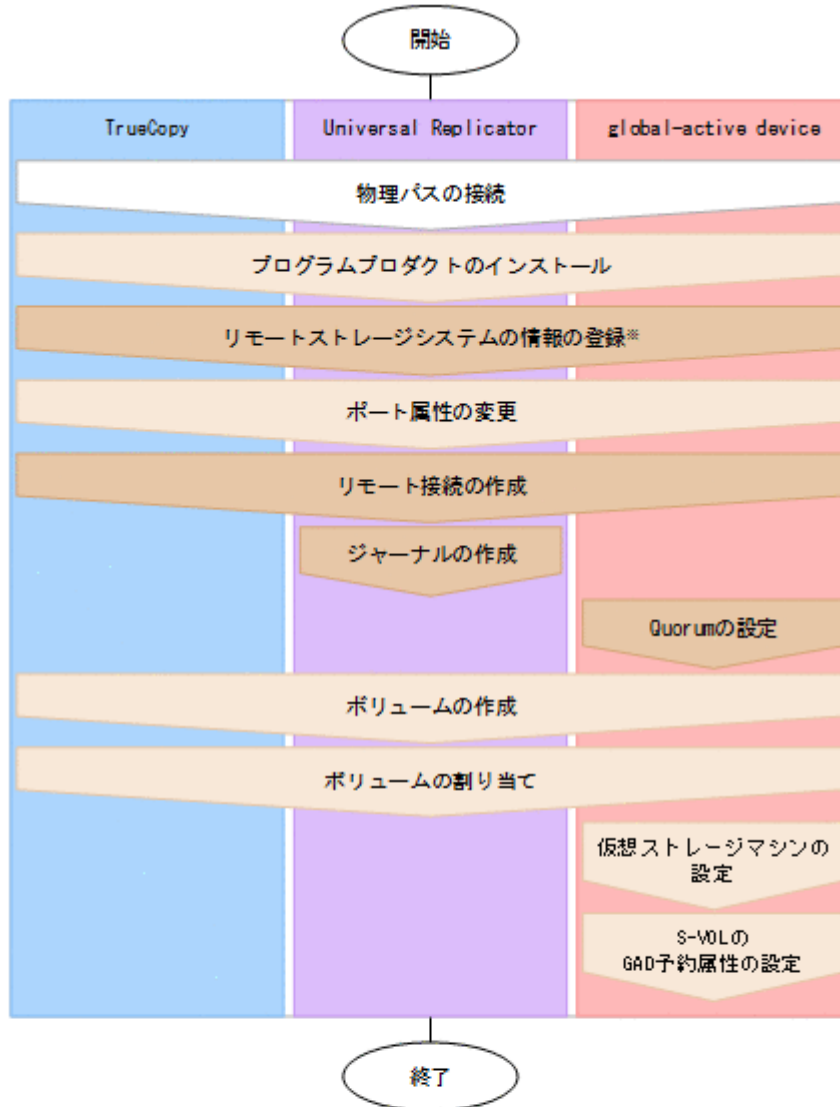 開始
TrueCopy
Universal Replicator
global-active device
物理パスの接続
プログラムプロダクトのインストール
リモートストレージシステムの情報の登録※
ポート属性の変更
リモート接続の作成
ジャーナルの作成
Quorumの設定
ボリュームの作成
ボリュームの割り当て
仮想ストレージマシンの
設定
S-VOLの
GAD予約属性の設定
終了